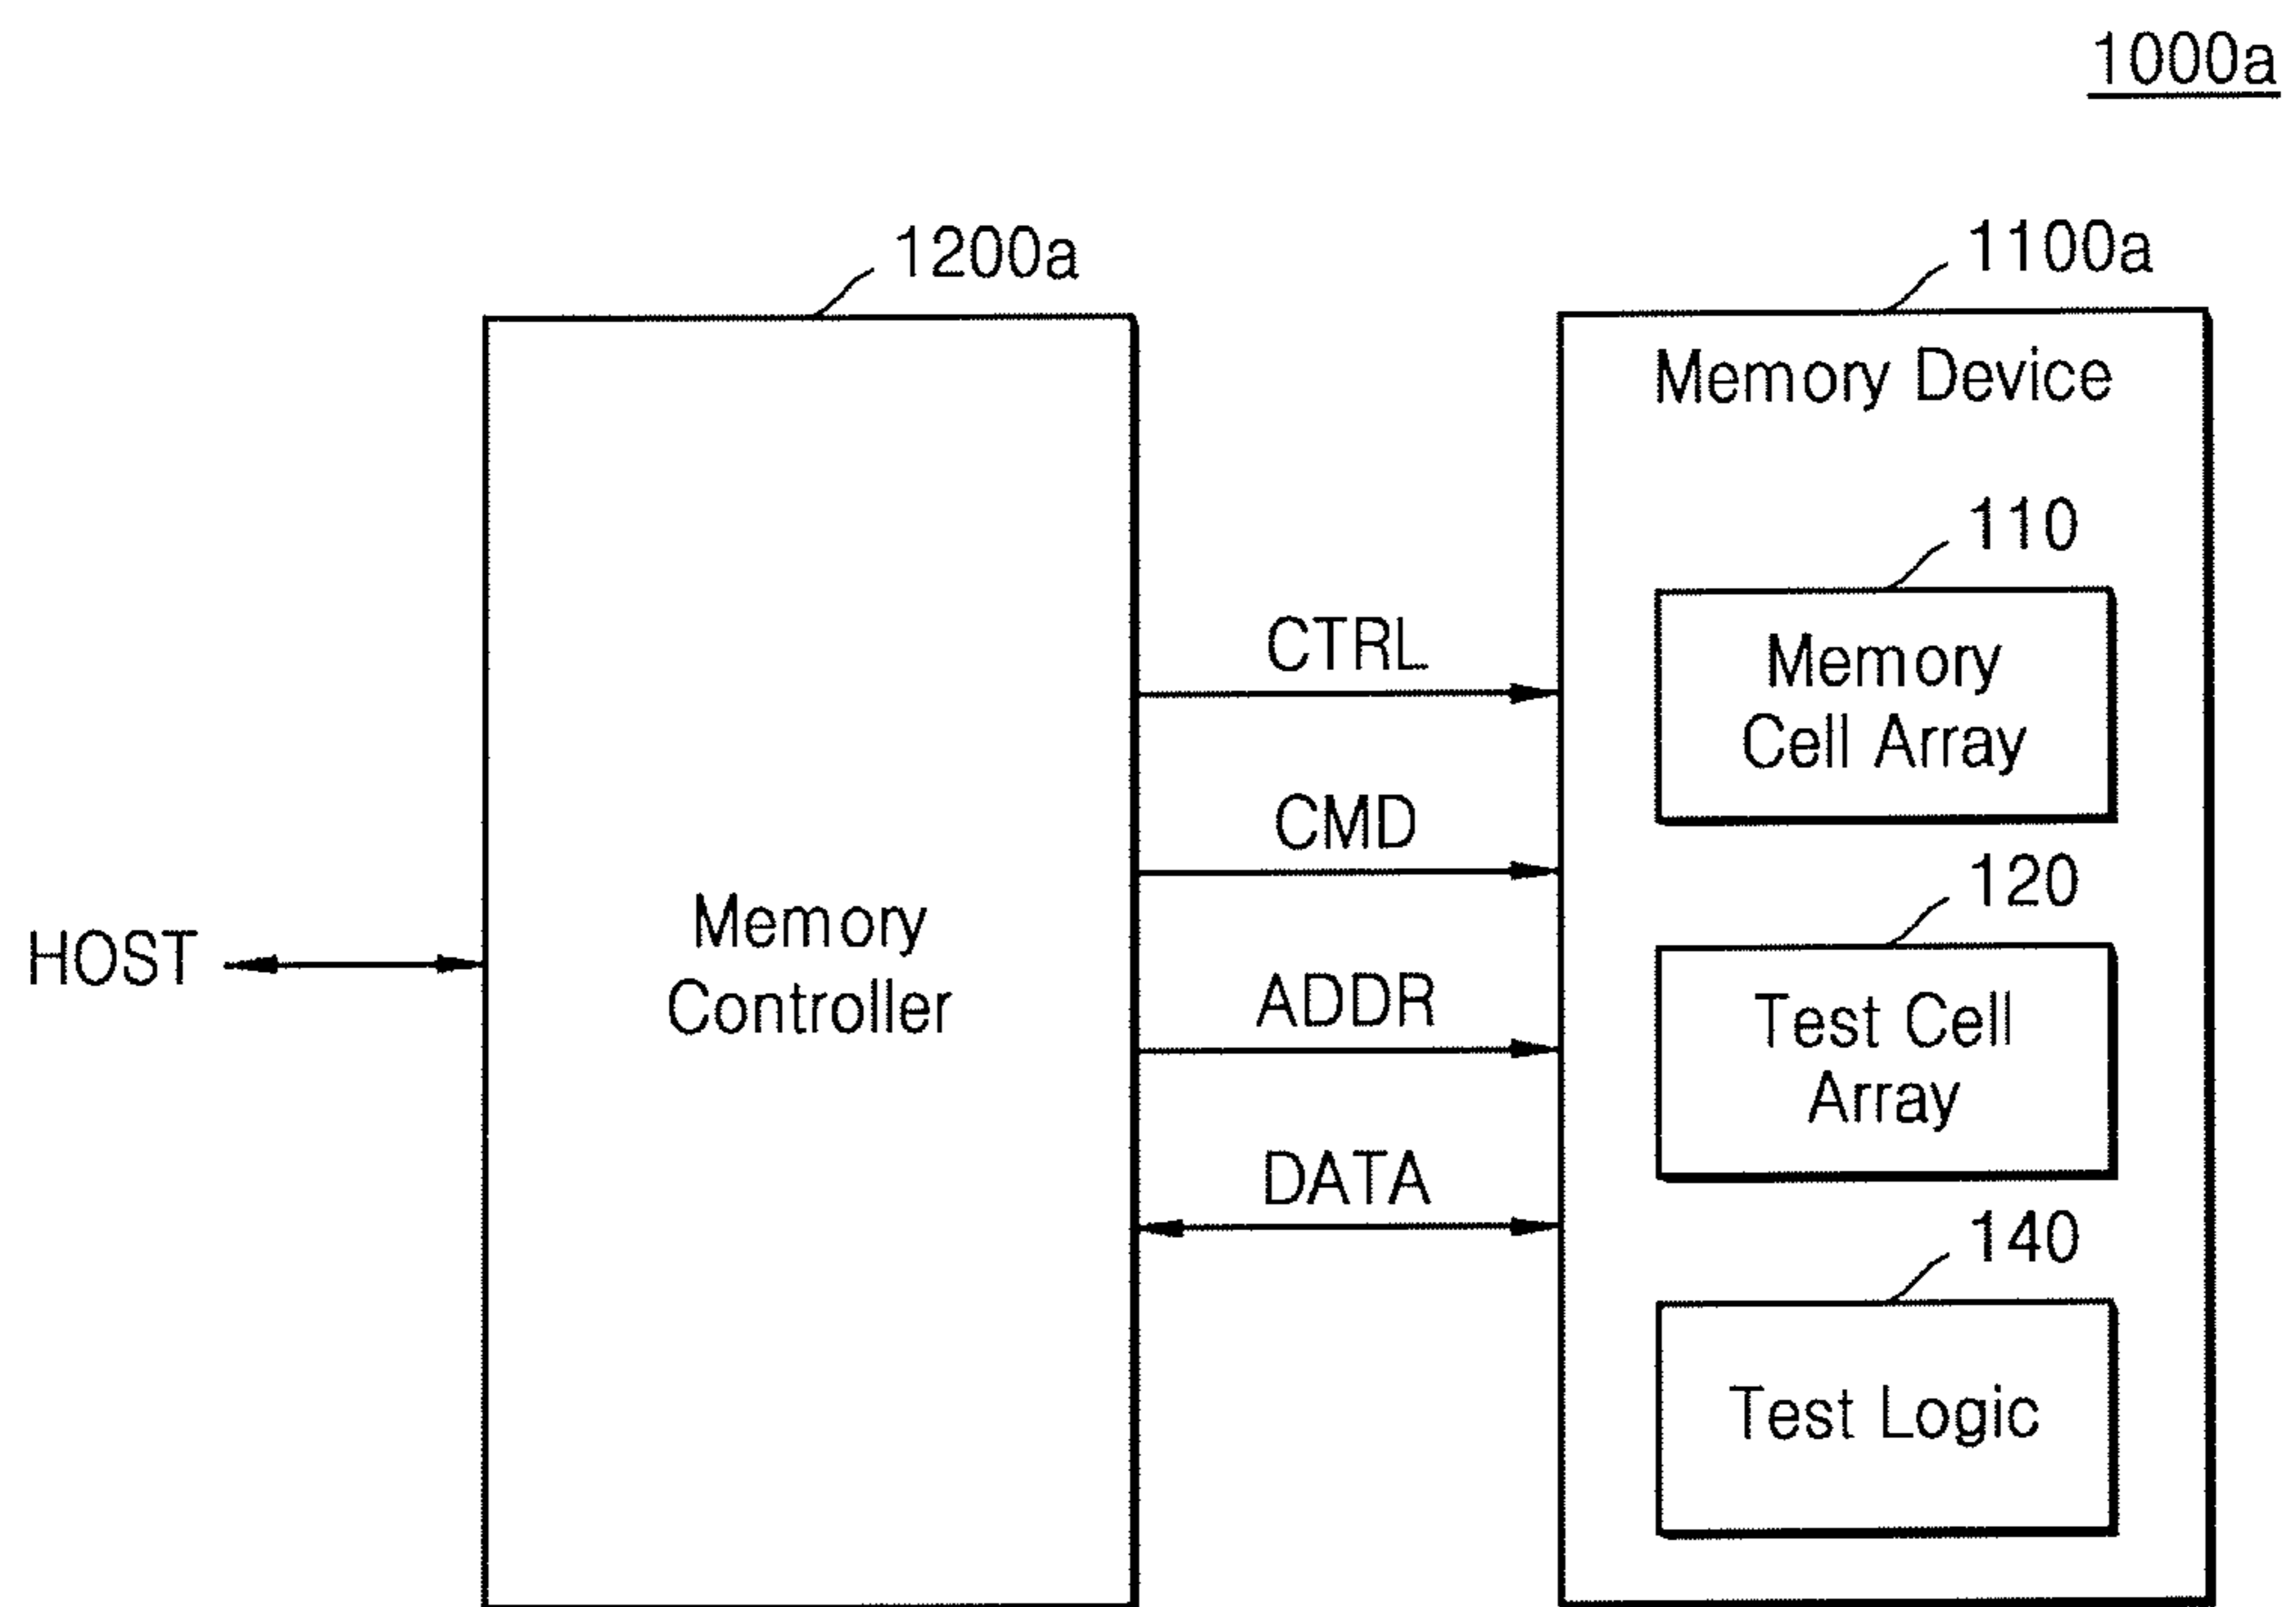 1000a
1200a
1100a
Memory Device
110
Memory
Cell Array
CTRL
CMD
120
Memory
Controller
HOST
ADDR
Test Cell
Array
DATA
140
Test Logic